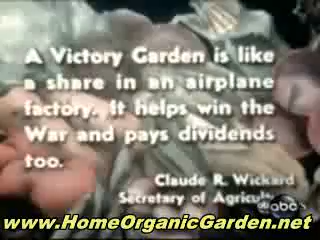 A Victory Garden is like
a share in an airplane
factory. It helps win the
War and pays dividends
too.
Claude R. Wickard
Secretary of Agricul
abc
www.HomeOrganicGarden.net